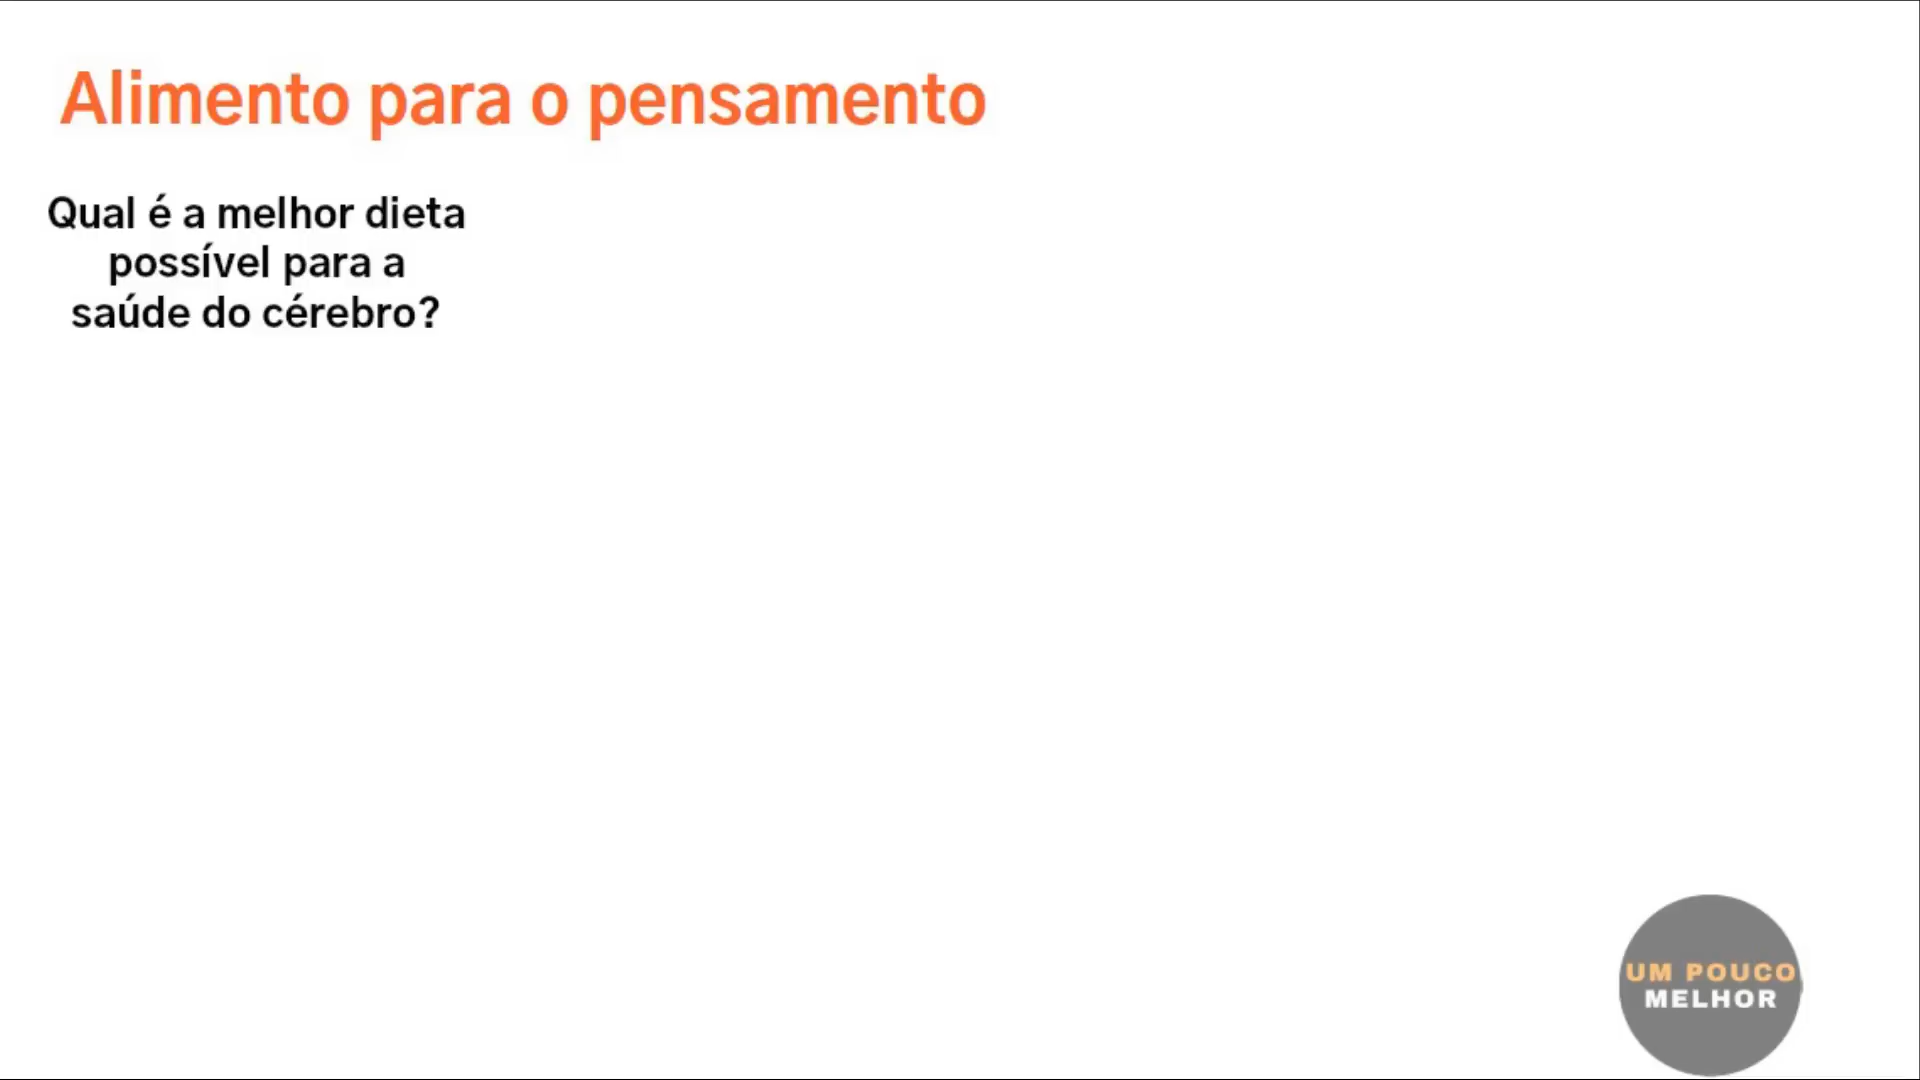 Alimento para o pensamento
Qual é a melhor dieta
possível para a
saúde do cérebro?
UM POUCO
MELHOR